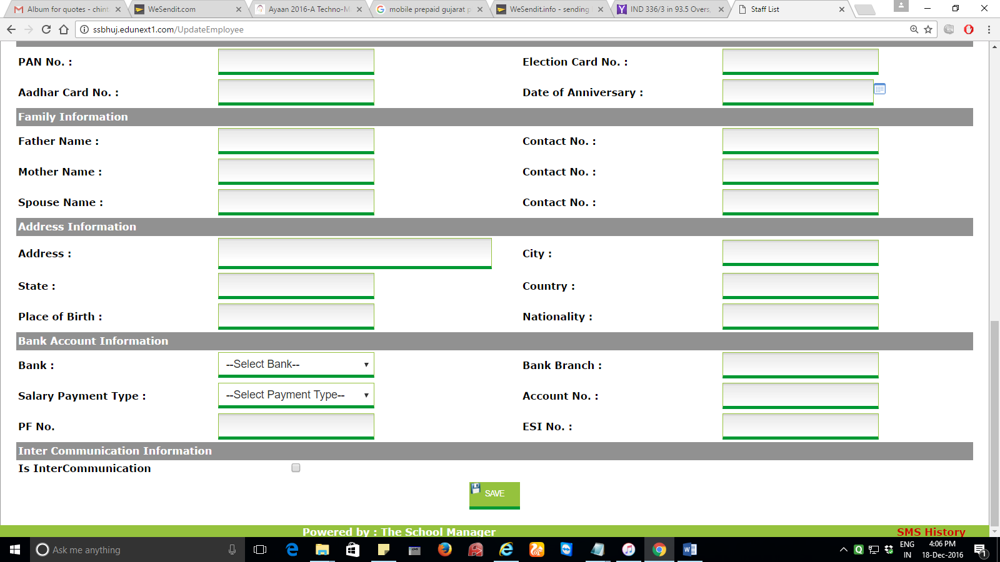 Album for quotes - chint
WeSendit.com
Ayaan 2016-A Techno-M
mobile prepaid gujarat p
WeSendit.info - sending
IND 336/3 in 93.5 Overs,
Staff List
ssbhuj.edunext1.com/UpdateEmployee
PAN No. : Election Card No. :
Aadhar Card No. : Date of Anniversary :
Family Information
Father Name : Contact No. :
Mother Name : Contact No. :
Spouse Name : Contact No. :
Address Information
Address : City :
State : Country :
Place of Birth : Nationality :
Bank Account Information
Bank : --Select Bank-- Bank Branch :
Salary Payment Type : --Select Payment Type-- Account No. :
PF No. ESI No. :
Inter Communication Information
Is InterCommunication
SAVE
Powered by : The School Manager SMS History
Ask me anything
ENG
IN
4:06 PM
18-Dec-2016
1